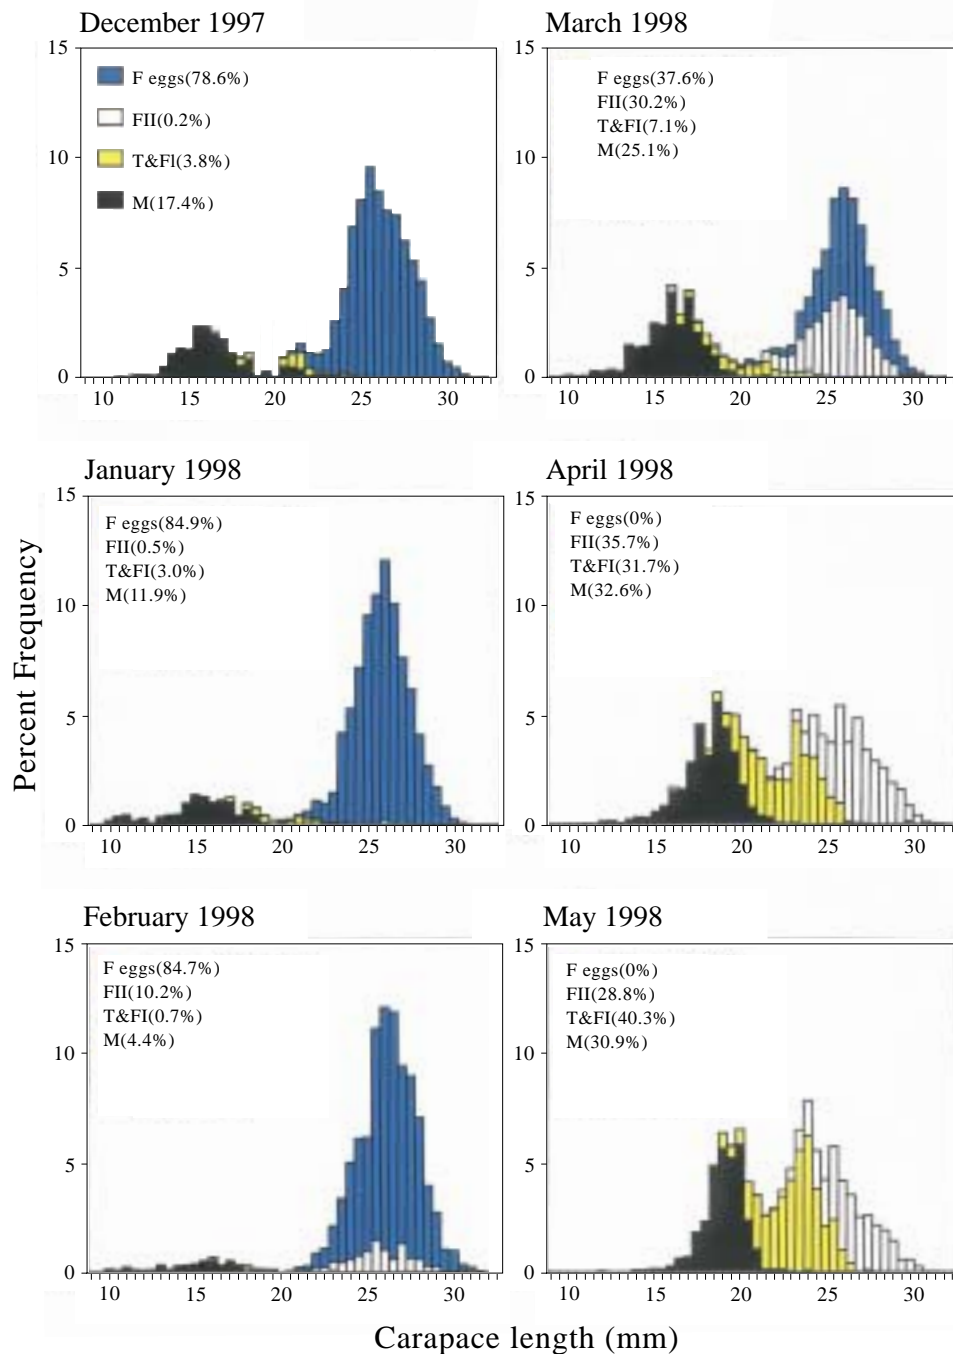 December 1997
15
10
5
0
F eggs(78.6%)
FII(0.2%)
T&Fl(3.8%)
M(17.4%)
10 15 20 25 30
March 1998
15
10
5
0
F eggs(37.6%)
FII(30.2%)
T&FI(7.1%)
M(25.1%)
10 15 20 25 30
January 1998
15
10
5
0
F eggs(84.9%)
FII(0.5%)
T&FI(3.0%)
M(11.9%)
10 15 20 25 30
April 1998
15
10
5
0
F eggs(0%)
FII(35.7%)
T&FI(31.7%)
M(32.6%)
10 15 20 25 30
February 1998
15
10
5
0
F eggs(84.7%)
FII(10.2%)
T&FI(0.7%)
M(4.4%)
10 15 20 25 30
May 1998
15
10
5
0
F eggs(0%)
FII(28.8%)
T&FI(40.3%)
M(30.9%)
10 15 20 25 30
Percent Frequency
Carapace length (mm)